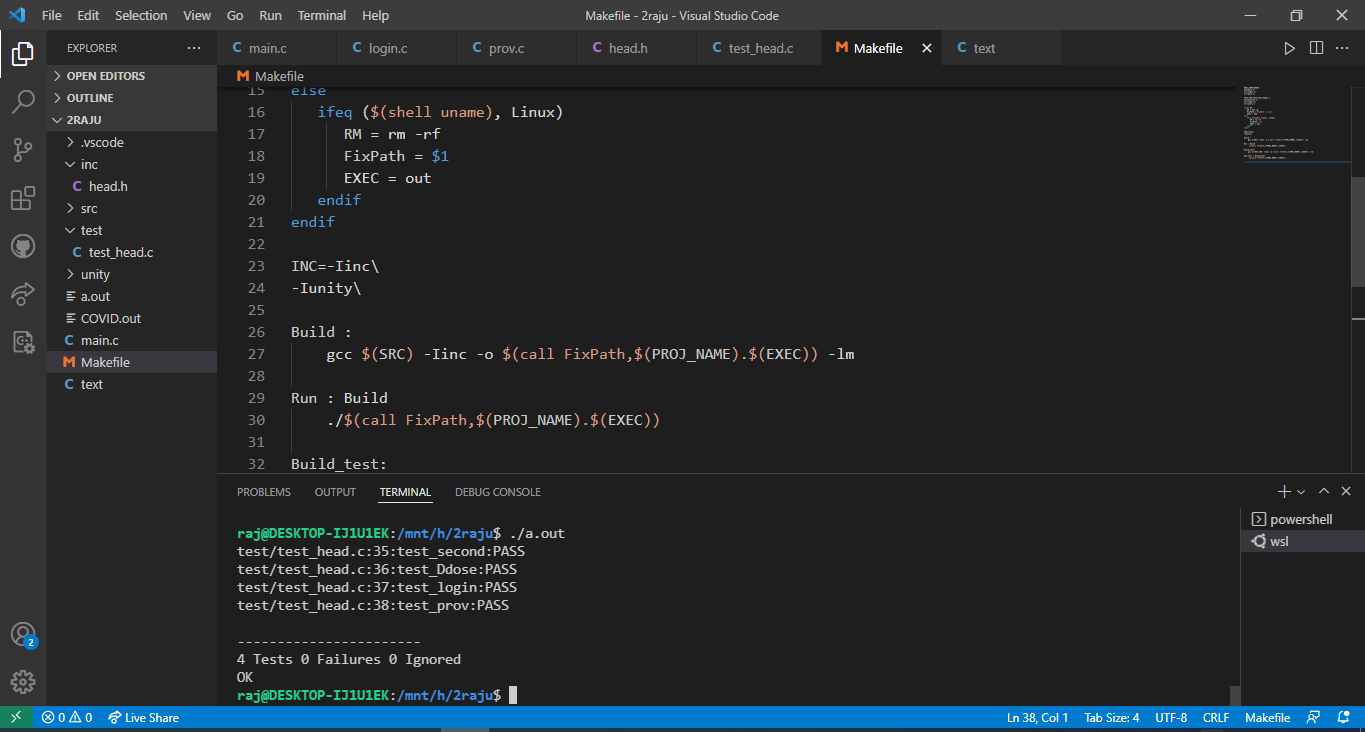 File Edit Selection View Go Run Terminal Help Makefile - 2raju - Visual Studio Code
EXPLORER ···
main.c login.c prov.c head.h test_head.c Makefile text
OPEN EDITORS
OUTLINE
2RAJU
.vscode
inc
head.h
src
test
test_head.c
unity
a.out
COVID.out
main.c
Makefile
text
Makefile
15 else
16 ifeq ($(shell uname), Linux)
17 RM = rm -rf
18 FixPath = $1
19 EXEC = out
20 endif
21 endif
22
23 INC=-Iinc\
24 -Iunity\
25
26 Build :
27 gcc $(SRC) -Iinc -o $(call FixPath,$(PROJ_NAME).$(EXEC)) -lm
28
29 Run : Build
30 ./$(call FixPath,$(PROJ_NAME).$(EXEC))
31
32 Build_test:
PROBLEMS OUTPUT TERMINAL DEBUG CONSOLE
raj@DESKTOP-IJ1U1EK:/mnt/h/2raju$ ./a.out
test/test_head.c:35:test_second:PASS
test/test_head.c:36:test_Ddose:PASS
test/test_head.c:37:test_login:PASS
test/test_head.c:38:test_prov:PASS
-----------------------
4 Tests 0 Failures 0 Ignored
OK
raj@DESKTOP-IJ1U1EK:/mnt/h/2raju$
powershell
wsl
2
0 0 Live Share Ln 38, Col 1 Tab Size: 4 UTF-8 CRLF Makefile